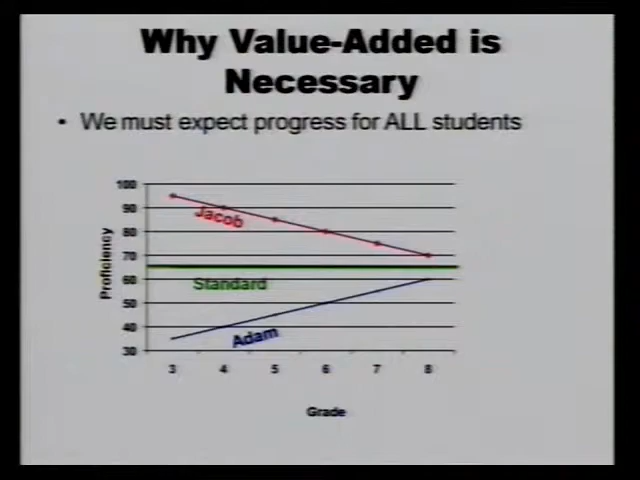 Why Value-Added is
Necessary
• We must expect progress for ALL students
100
90
80
70
60
50
40
30
Proficiency
Jacob
Standard
Adam
3 4 5 6 7 8
Grade